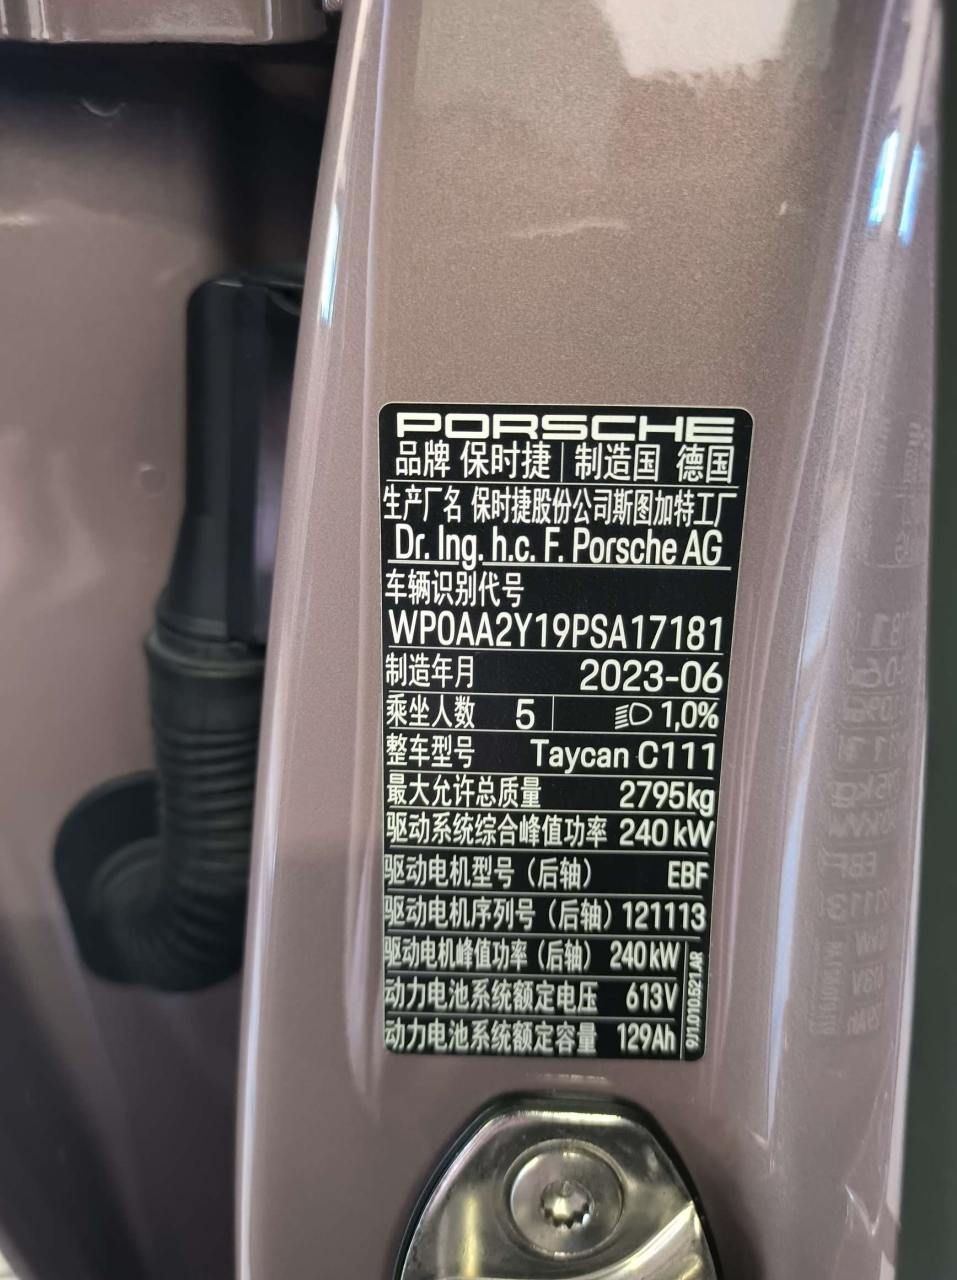 PORSCHE
品牌 保时捷 制造国 德国
生产厂名 保时捷股份公司斯图加特工厂
Dr. Ing. h.c. F. Porsche AG
车辆识别代号
WP0AA2Y19PSA17181
制造年月 2023-06
乘坐人数 5 1,0%
整车型号 Taycan C111
最大允许总质量 2795kg
驱动系统综合峰值功率 240 kW
驱动电机型号（后轴） EBF
驱动电机序列号（后轴） 121113
驱动电机峰值功率（后轴） 240 kW
动力电池系统额定电压 613V
动力电池系统额定容量 129Ah
9J1.010.521.AR